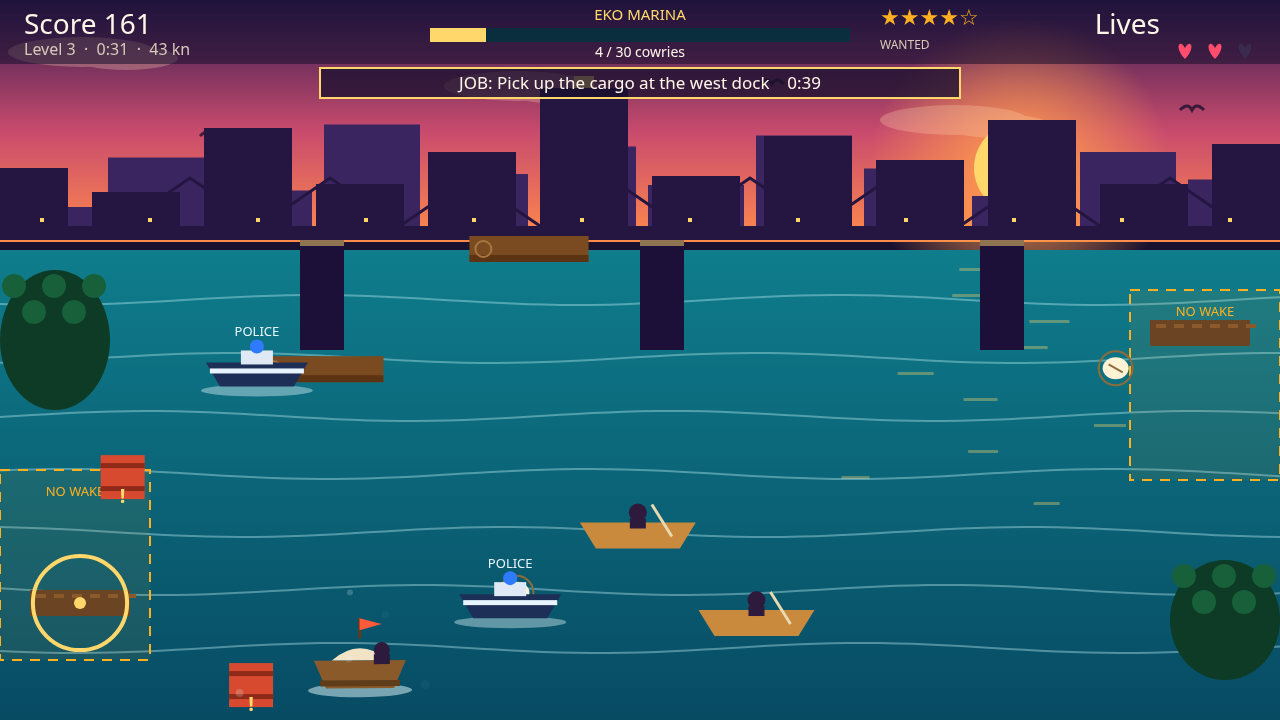 Score 161
Level 3 · 0:31 · 43 kn
EKO MARINA
4 / 30 cowries
★★★★☆
WANTED
Lives
JOB: Pick up the cargo at the west dock 0:39
NO WAKE
POLICE
NO WAKE
!
POLICE
!